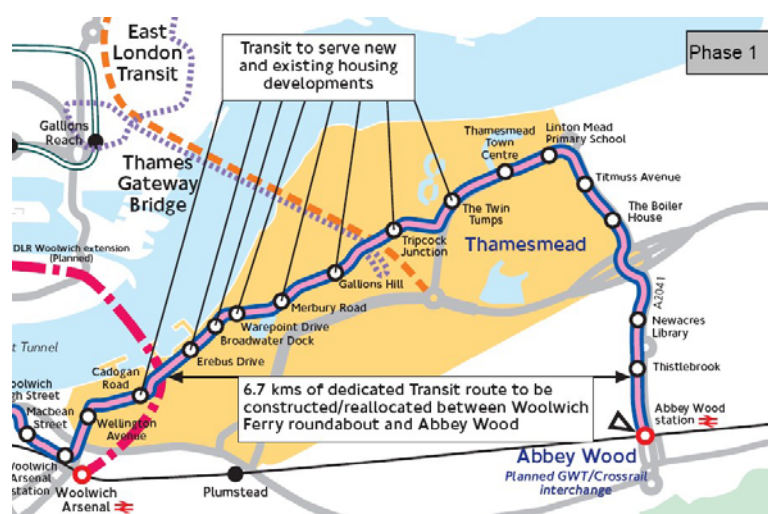 East
London
Transit
Transit to serve new
and existing housing
developments
Phase 1
Gallions
Reach
Thames
Gateway
Bridge
Thamesmead
Town
Centre
Linton Mead
Primary School
Titmuss Avenue
The Boiler
House
The Twin
Tumps
Tripcock
Junction
Thamesmead
DLR Woolwich extension
(Planned)
Gallions Hill
A2041
Merbury Road
Warepoint Drive
Broadwater Dock
Erebus Drive
Newacres
Library
t Tunnel
Cadogan
Road
Thistlebrook
6.7 kms of dedicated Transit route to be
constructed/reallocated between Woolwich
Ferry roundabout and Abbey Wood
oolwich
gh Street
Macbean
Street
Wellington
Avenue
Abbey Wood
station
Woolwich
Arsenal
station
Woolwich
Arsenal
Plumstead
Abbey Wood
Planned GWT/Crossrail
interchange